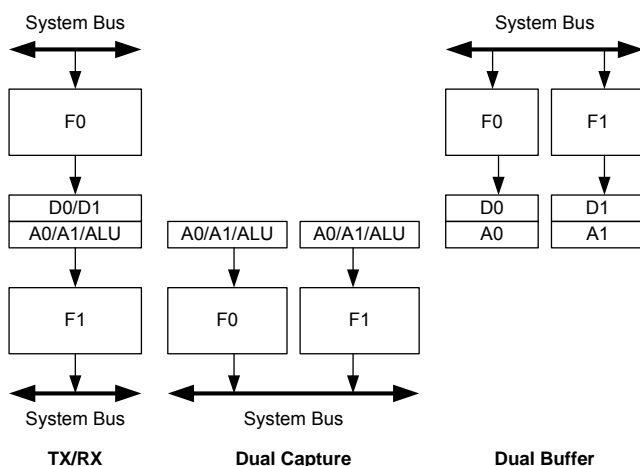 System Bus
System Bus
F0
F0
F1
D0/D1
D0
D1
A0/A1/ALU
A0/A1/ALU
A0/A1/ALU
A0
A1
F1
F0
F1
System Bus
System Bus
TX/RX
Dual Capture
Dual Buffer